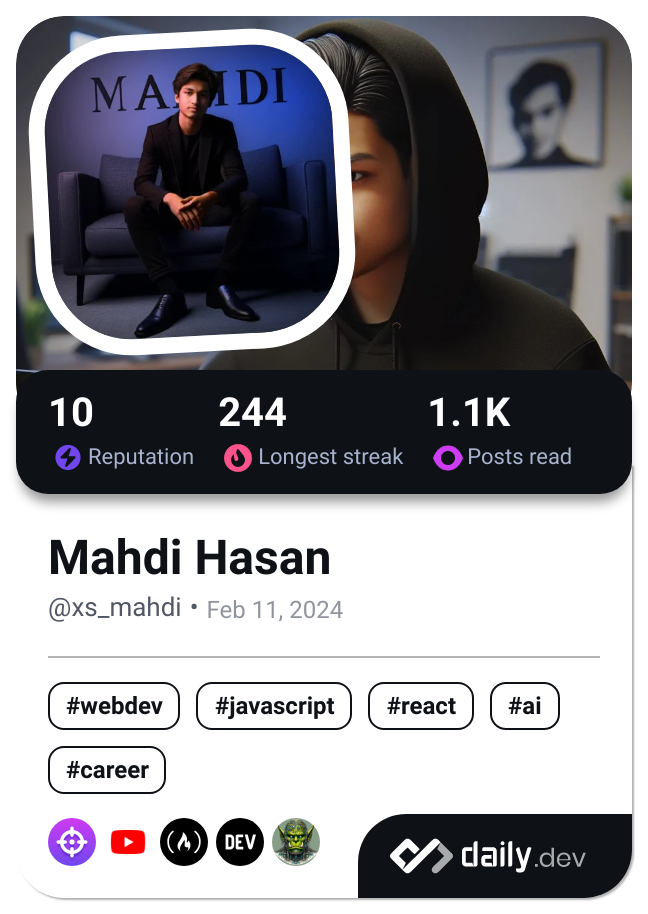 MAHDI
10 244 1.1K
Reputation Longest streak Posts read
Mahdi Hasan
@xs_mahdi • Feb 11, 2024
#webdev #javascript #react #ai
#career
DEV
daily.dev